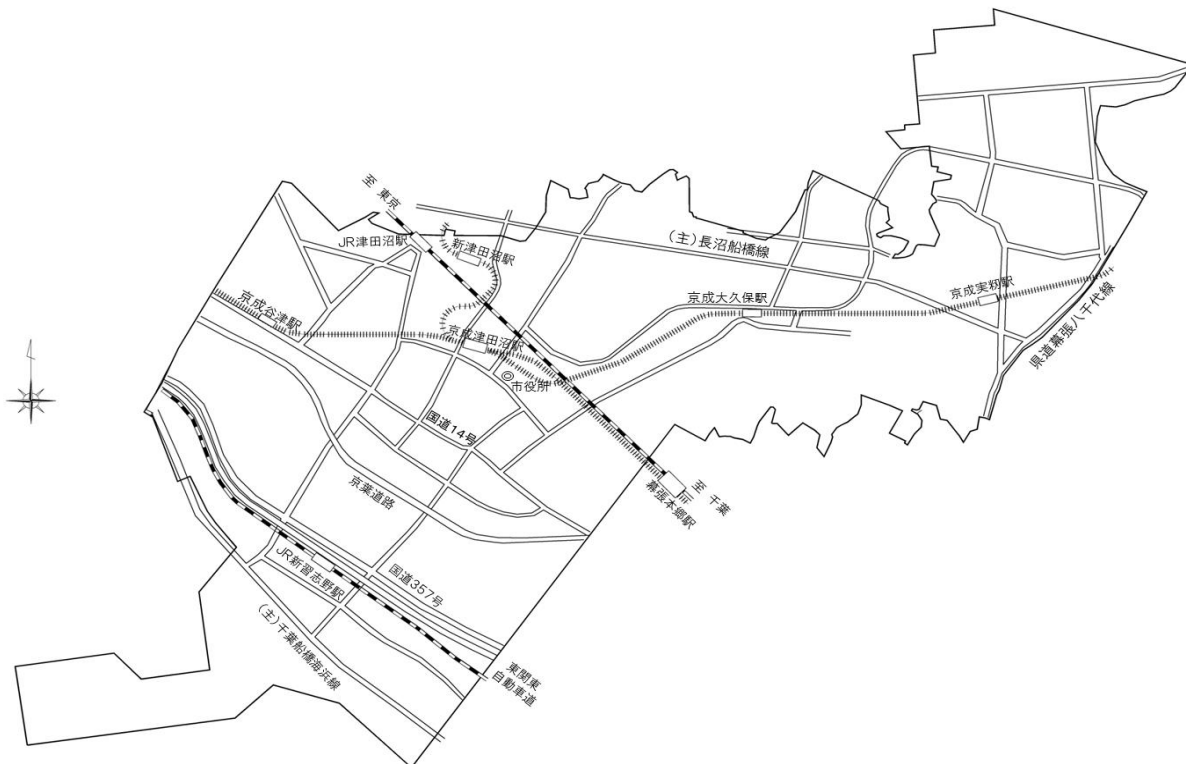 至 東京
JR津田沼駅
新津田沼駅
(主)長沼船橋線
京成実籾駅
京成大久保駅
京成谷津駅
県道幕張八千代線
京成津田沼駅
市役所
国道14号
京葉道路
至 千葉
幕張本郷駅
JR新習志野駅
国道357号
(主)千葉船橋海浜線
東関東
自動車道